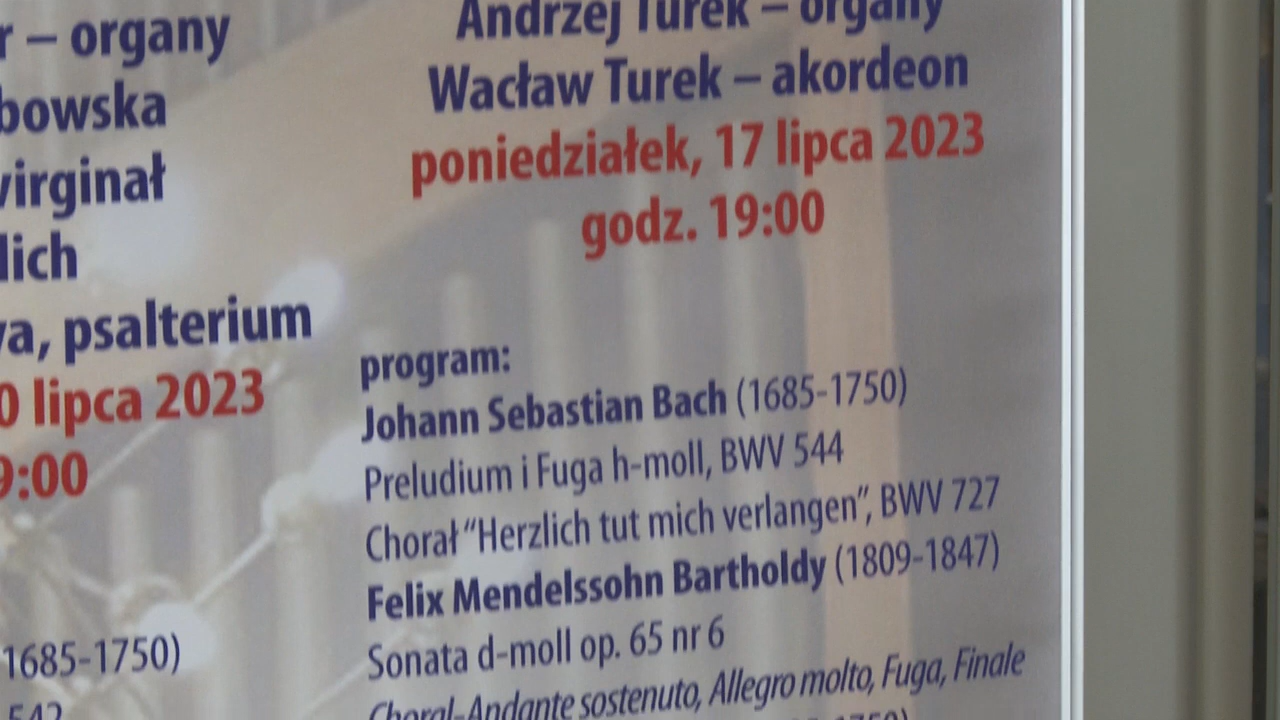 r – organy
bowska
virginał
lich
wa, psalterium
0 lipca 2023
9:00
1685-1750)
542
Andrzej Turek – organy
Wacław Turek – akordeon
poniedziałek, 17 lipca 2023
godz. 19:00
program:
Johann Sebastian Bach (1685-1750)
Preludium i Fuga h-moll, BWV 544
Chorał “Herzlich tut mich verlangen”, BWV 727
Felix Mendelssohn Bartholdy (1809-1847)
Sonata d-moll op. 65 nr 6
Choral-Andante sostenuto, Allegro molto, Fuga, Finale